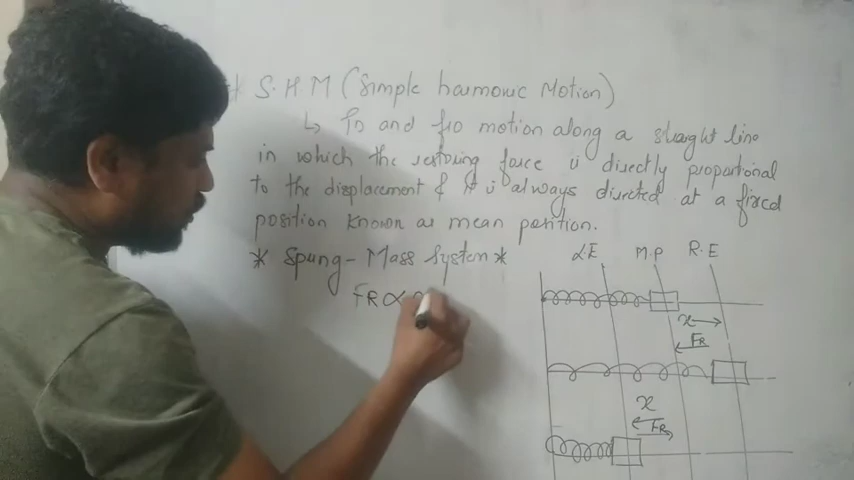 * S.H.M (Simple harmonic Motion)
↳ To and fro motion along a straight line
in which the restoring force is directly proportional
to the displacement & it is always directed at a fixed
position known as mean position.
* Spring-Mass System *
FR ∝
L.E M.P R.E
x →
← FR
x
←
FR →